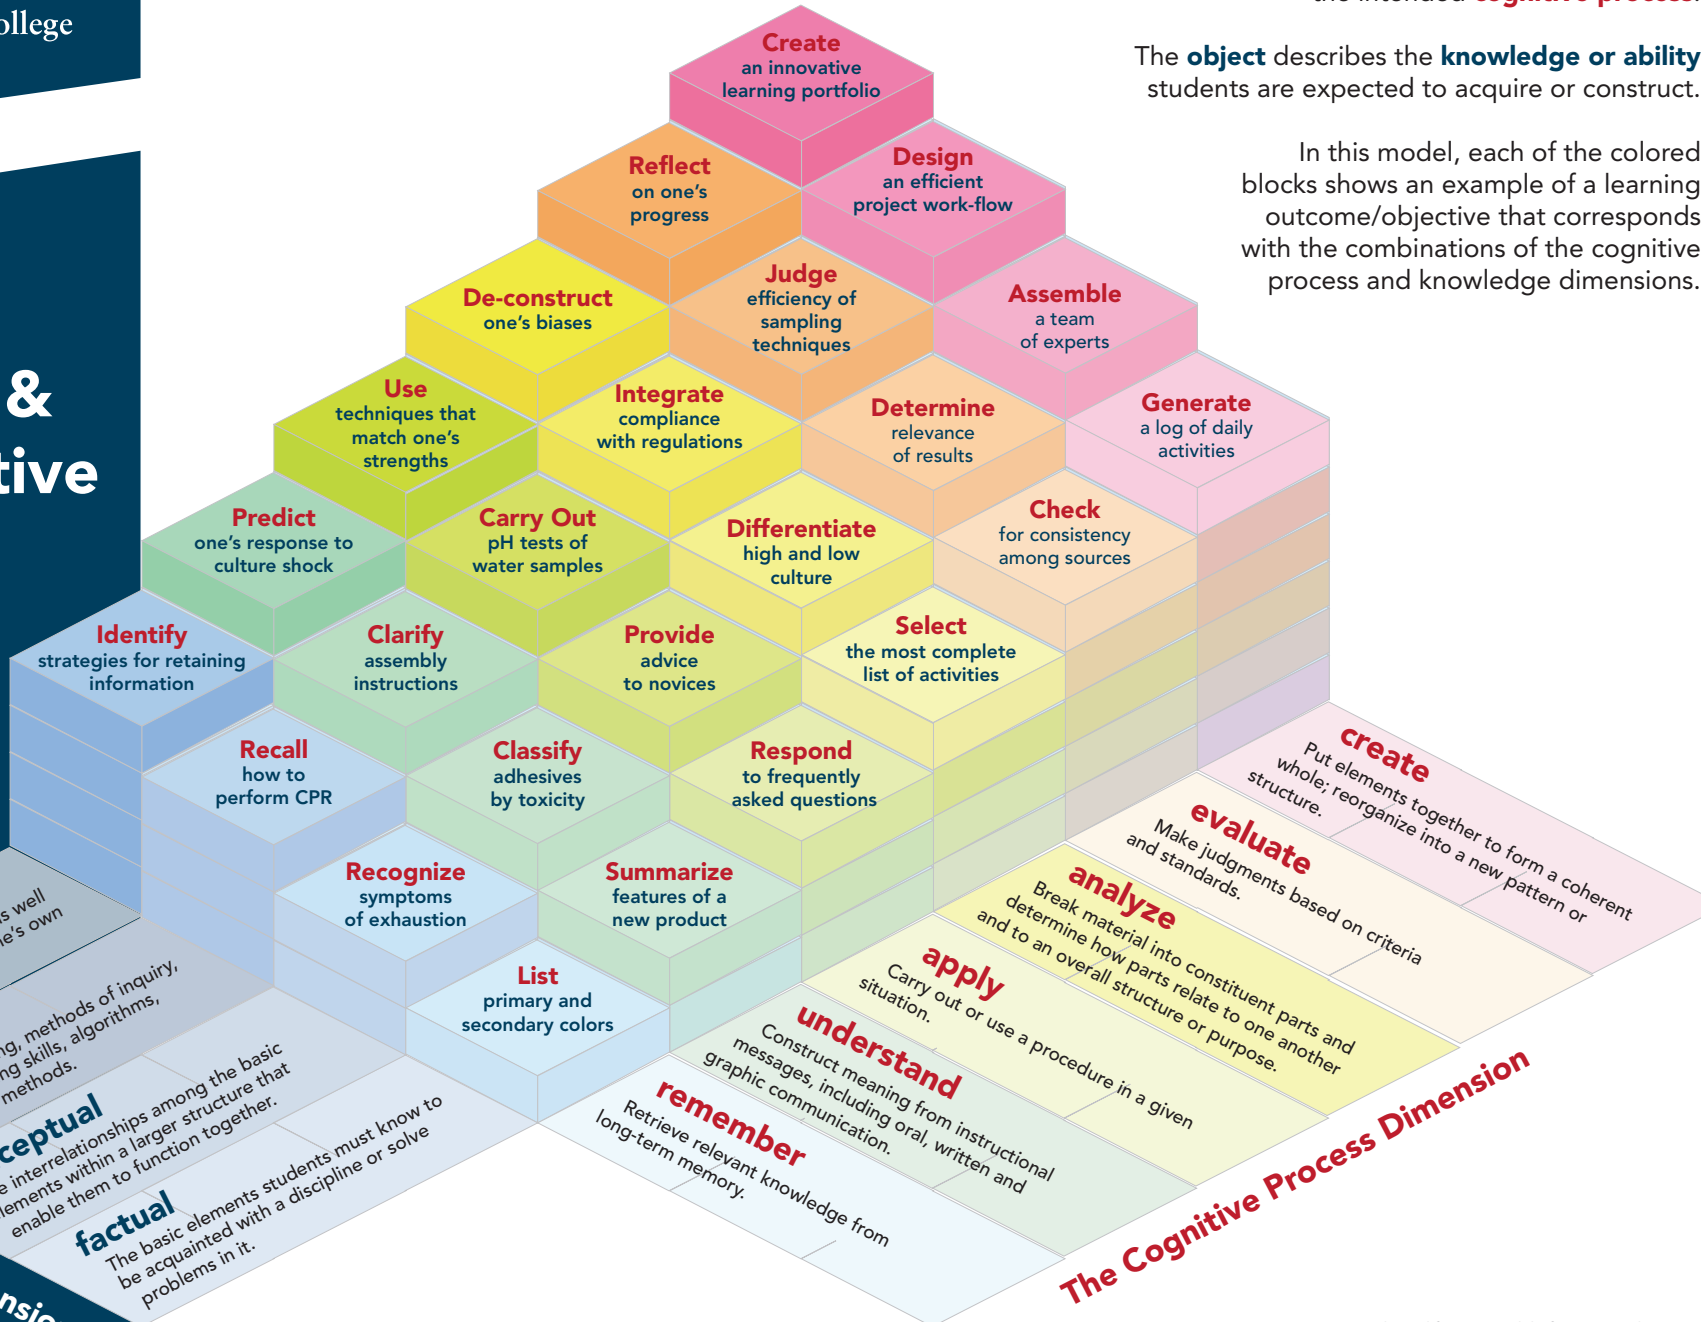 The object describes the knowledge or ability
students are expected to acquire or construct.
In this model, each of the colored
blocks shows an example of a learning
outcome/objective that corresponds
with the combinations of the cognitive
process and knowledge dimensions.
&
Create
an innovative
learning portfolio
Reflect
on one's
progress
Design
an efficient
project work-flow
De-construct
one's biases
Judge
efficiency of
sampling
techniques
Assemble
a team
of experts
Use
techniques that
match one's
strengths
Integrate
compliance
with regulations
Determine
relevance
of results
Generate
a log of daily
activities
Predict
one's response to
culture shock
Carry Out
pH tests of
water samples
Differentiate
high and low
culture
Check
for consistency
among sources
Identify
strategies for retaining
information
Clarify
assembly
instructions
Provide
advice
to novices
Select
the most complete
list of activities
Recall
how to
perform CPR
Classify
adhesives
by toxicity
Respond
to frequently
asked questions
Recognize
symptoms
of exhaustion
Summarize
features of a
new product
List
primary and
secondary colors
well
own
methods of inquiry,
skills, algorithms,
methods.
ceptual
interrelationships among the basic
elements within a larger structure that
enable them to function together.
factual
The basic elements students must know to
be acquainted with a discipline or solve
problems in it.
remember
Retrieve relevant knowledge from
long-term memory.
understand
Construct meaning from instructional
messages, including oral, written and
graphic communication.
apply
Carry out or use a procedure in a given
situation.
analyze
Break material into constituent parts and
determine how parts relate to one another
and to an overall structure or purpose.
evaluate
Make judgments based on criteria
and standards.
create
Put elements together to form a coherent
whole; reorganize into a new pattern or
structure.
The Cognitive Process Dimension